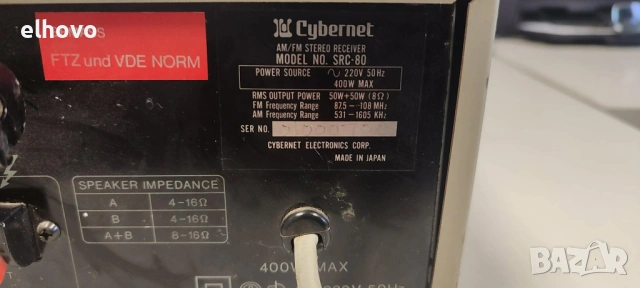 elhovo
FTZ und VDE NORM
Cybernet
AM/FM STEREO RECEIVER
MODEL NO. SRC-80
POWER SOURCE ~ 220V 50Hz
400W MAX
RMS OUTPUT POWER 50W+50W (8Ω)
FM Frequency Range 87.5-108 MHz
AM Frequency Range 531-1605 KHz
SER NO.
CYBERNET ELECTRONICS CORP.
MADE IN JAPAN
SPEAKER IMPEDANCE
A 4-16Ω
B 4-16Ω
A+B 8-16Ω
400W MAX
220V 50Hz
BAZAR.BG